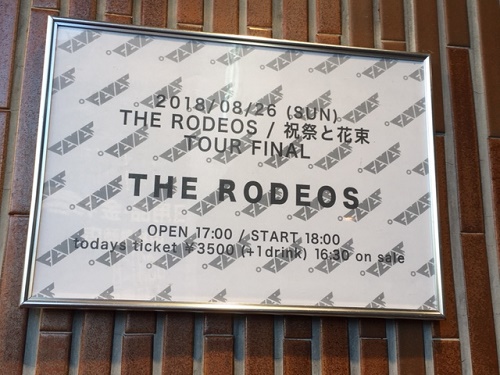 2018/08/26 (SUN)
THE RODEOS / 祝祭と花束
TOUR FINAL
THE RODEOS
OPEN 17:00 / START 18:00
todays ticket ¥3500 (+1drink) 16:30 on sale